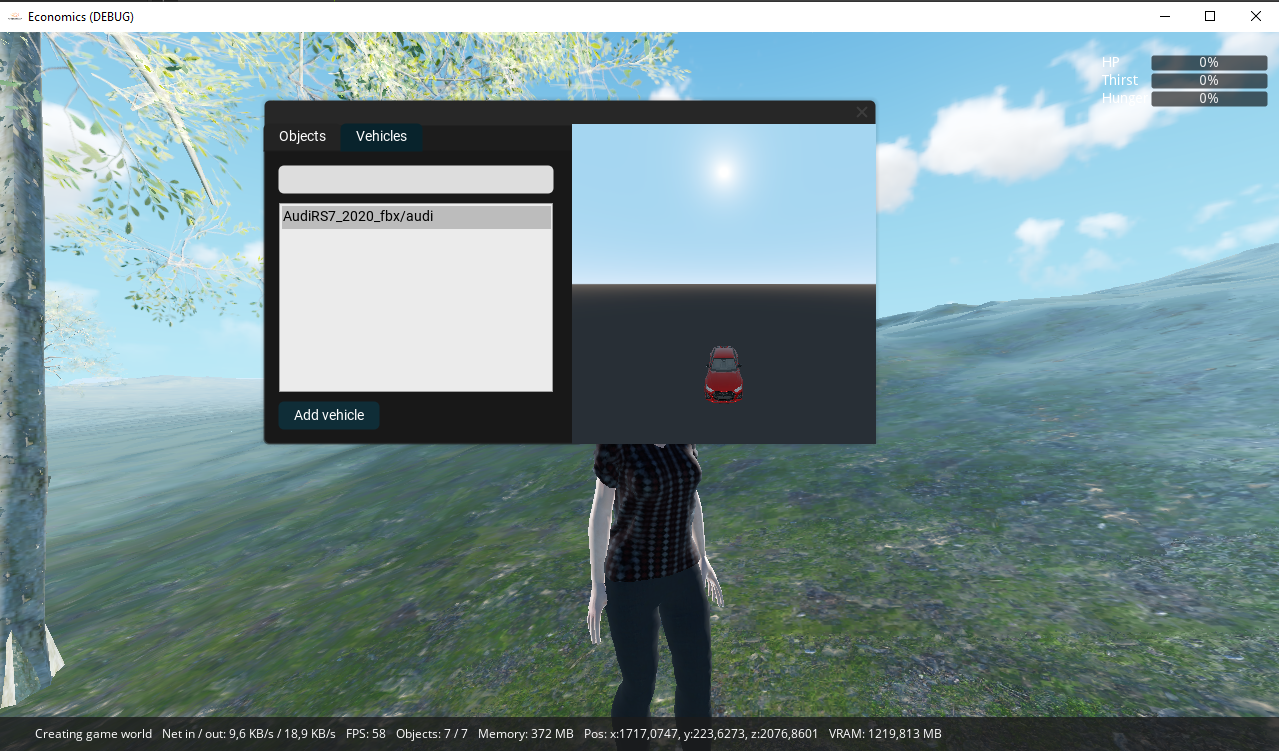 Economics (DEBUG)
HP 0%
Thirst 0%
Hunger 0%
Objects Vehicles
AudiRS7_2020_fbx/audi
Add vehicle
Creating game world Net in / out: 9,6 KB/s / 18,9 KB/s FPS: 58 Objects: 7 / 7 Memory: 372 MB Pos: x:1717,0747, y:223,6273, z:2076,8601 VRAM: 1219,813 MB